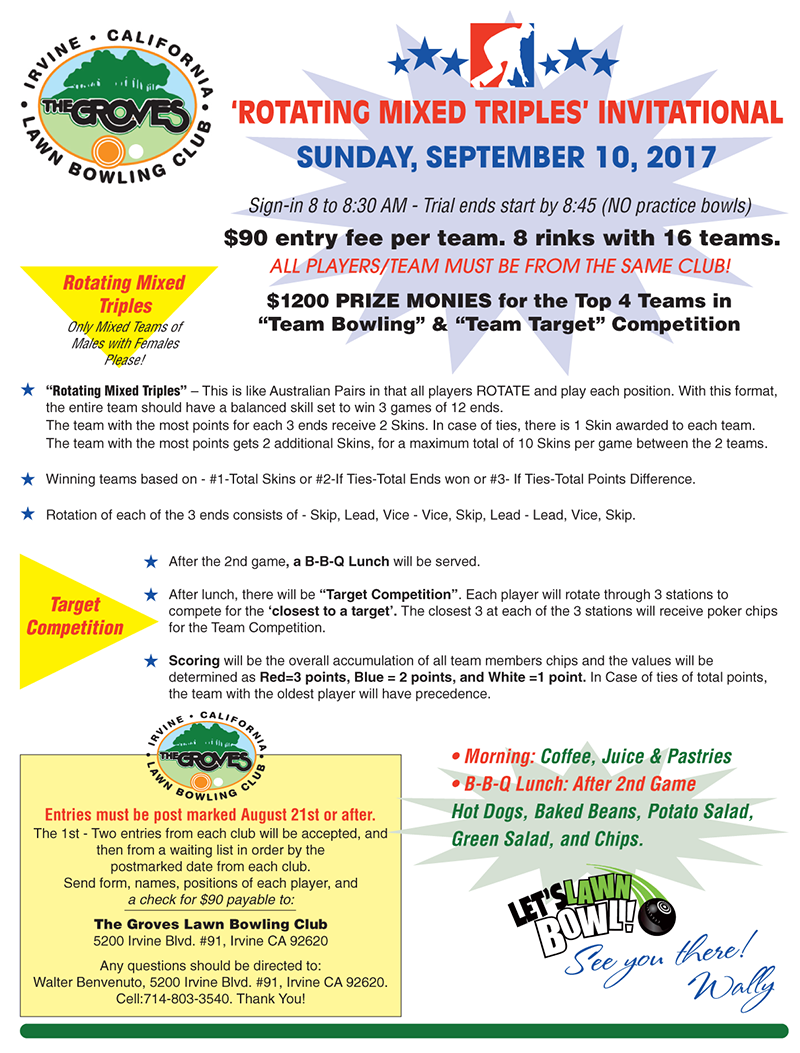 IRVINE • CALIFORNIA
THE GROVES
LAWN BOWLING CLUB
‘ROTATING MIXED TRIPLES’ INVITATIONAL
SUNDAY, SEPTEMBER 10, 2017
Sign-in 8 to 8:30 AM - Trial ends start by 8:45 (NO practice bowls)
$90 entry fee per team. 8 rinks with 16 teams.
ALL PLAYERS/TEAM MUST BE FROM THE SAME CLUB!
$1200 PRIZE MONIES for the Top 4 Teams in
“Team Bowling” & “Team Target” Competition
Rotating Mixed
Triples
Only Mixed Teams of
Males with Females
Please!
“Rotating Mixed Triples” – This is like Australian Pairs in that all players ROTATE and play each position. With this format,
the entire team should have a balanced skill set to win 3 games of 12 ends.
The team with the most points for each 3 ends receive 2 Skins. In case of ties, there is 1 Skin awarded to each team.
The team with the most points gets 2 additional Skins, for a maximum total of 10 Skins per game between the 2 teams.
Winning teams based on - #1-Total Skins or #2-If Ties-Total Ends won or #3- If Ties-Total Points Difference.
Rotation of each of the 3 ends consists of - Skip, Lead, Vice - Vice, Skip, Lead - Lead, Vice, Skip.
Target
Competition
After the 2nd game, a B-B-Q Lunch will be served.
After lunch, there will be “Target Competition”. Each player will rotate through 3 stations to
compete for the ‘closest to a target’. The closest 3 at each of the 3 stations will receive poker chips
for the Team Competition.
Scoring will be the overall accumulation of all team members chips and the values will be
determined as Red=3 points, Blue = 2 points, and White =1 point. In Case of ties of total points,
the team with the oldest player will have precedence.
IRVINE • CALIFORNIA
THE GROVES
LAWN BOWLING CLUB
Entries must be post marked August 21st or after.
The 1st - Two entries from each club will be accepted, and
then from a waiting list in order by the
postmarked date from each club.
Send form, names, positions of each player, and
a check for $90 payable to:
The Groves Lawn Bowling Club
5200 Irvine Blvd. #91, Irvine CA 92620
Any questions should be directed to:
Walter Benvenuto, 5200 Irvine Blvd. #91, Irvine CA 92620.
Cell:714-803-3540. Thank You!
• Morning: Coffee, Juice & Pastries
• B-B-Q Lunch: After 2nd Game
Hot Dogs, Baked Beans, Potato Salad,
Green Salad, and Chips.
LET'S LAWN
BOWL!
See you there!
Wally